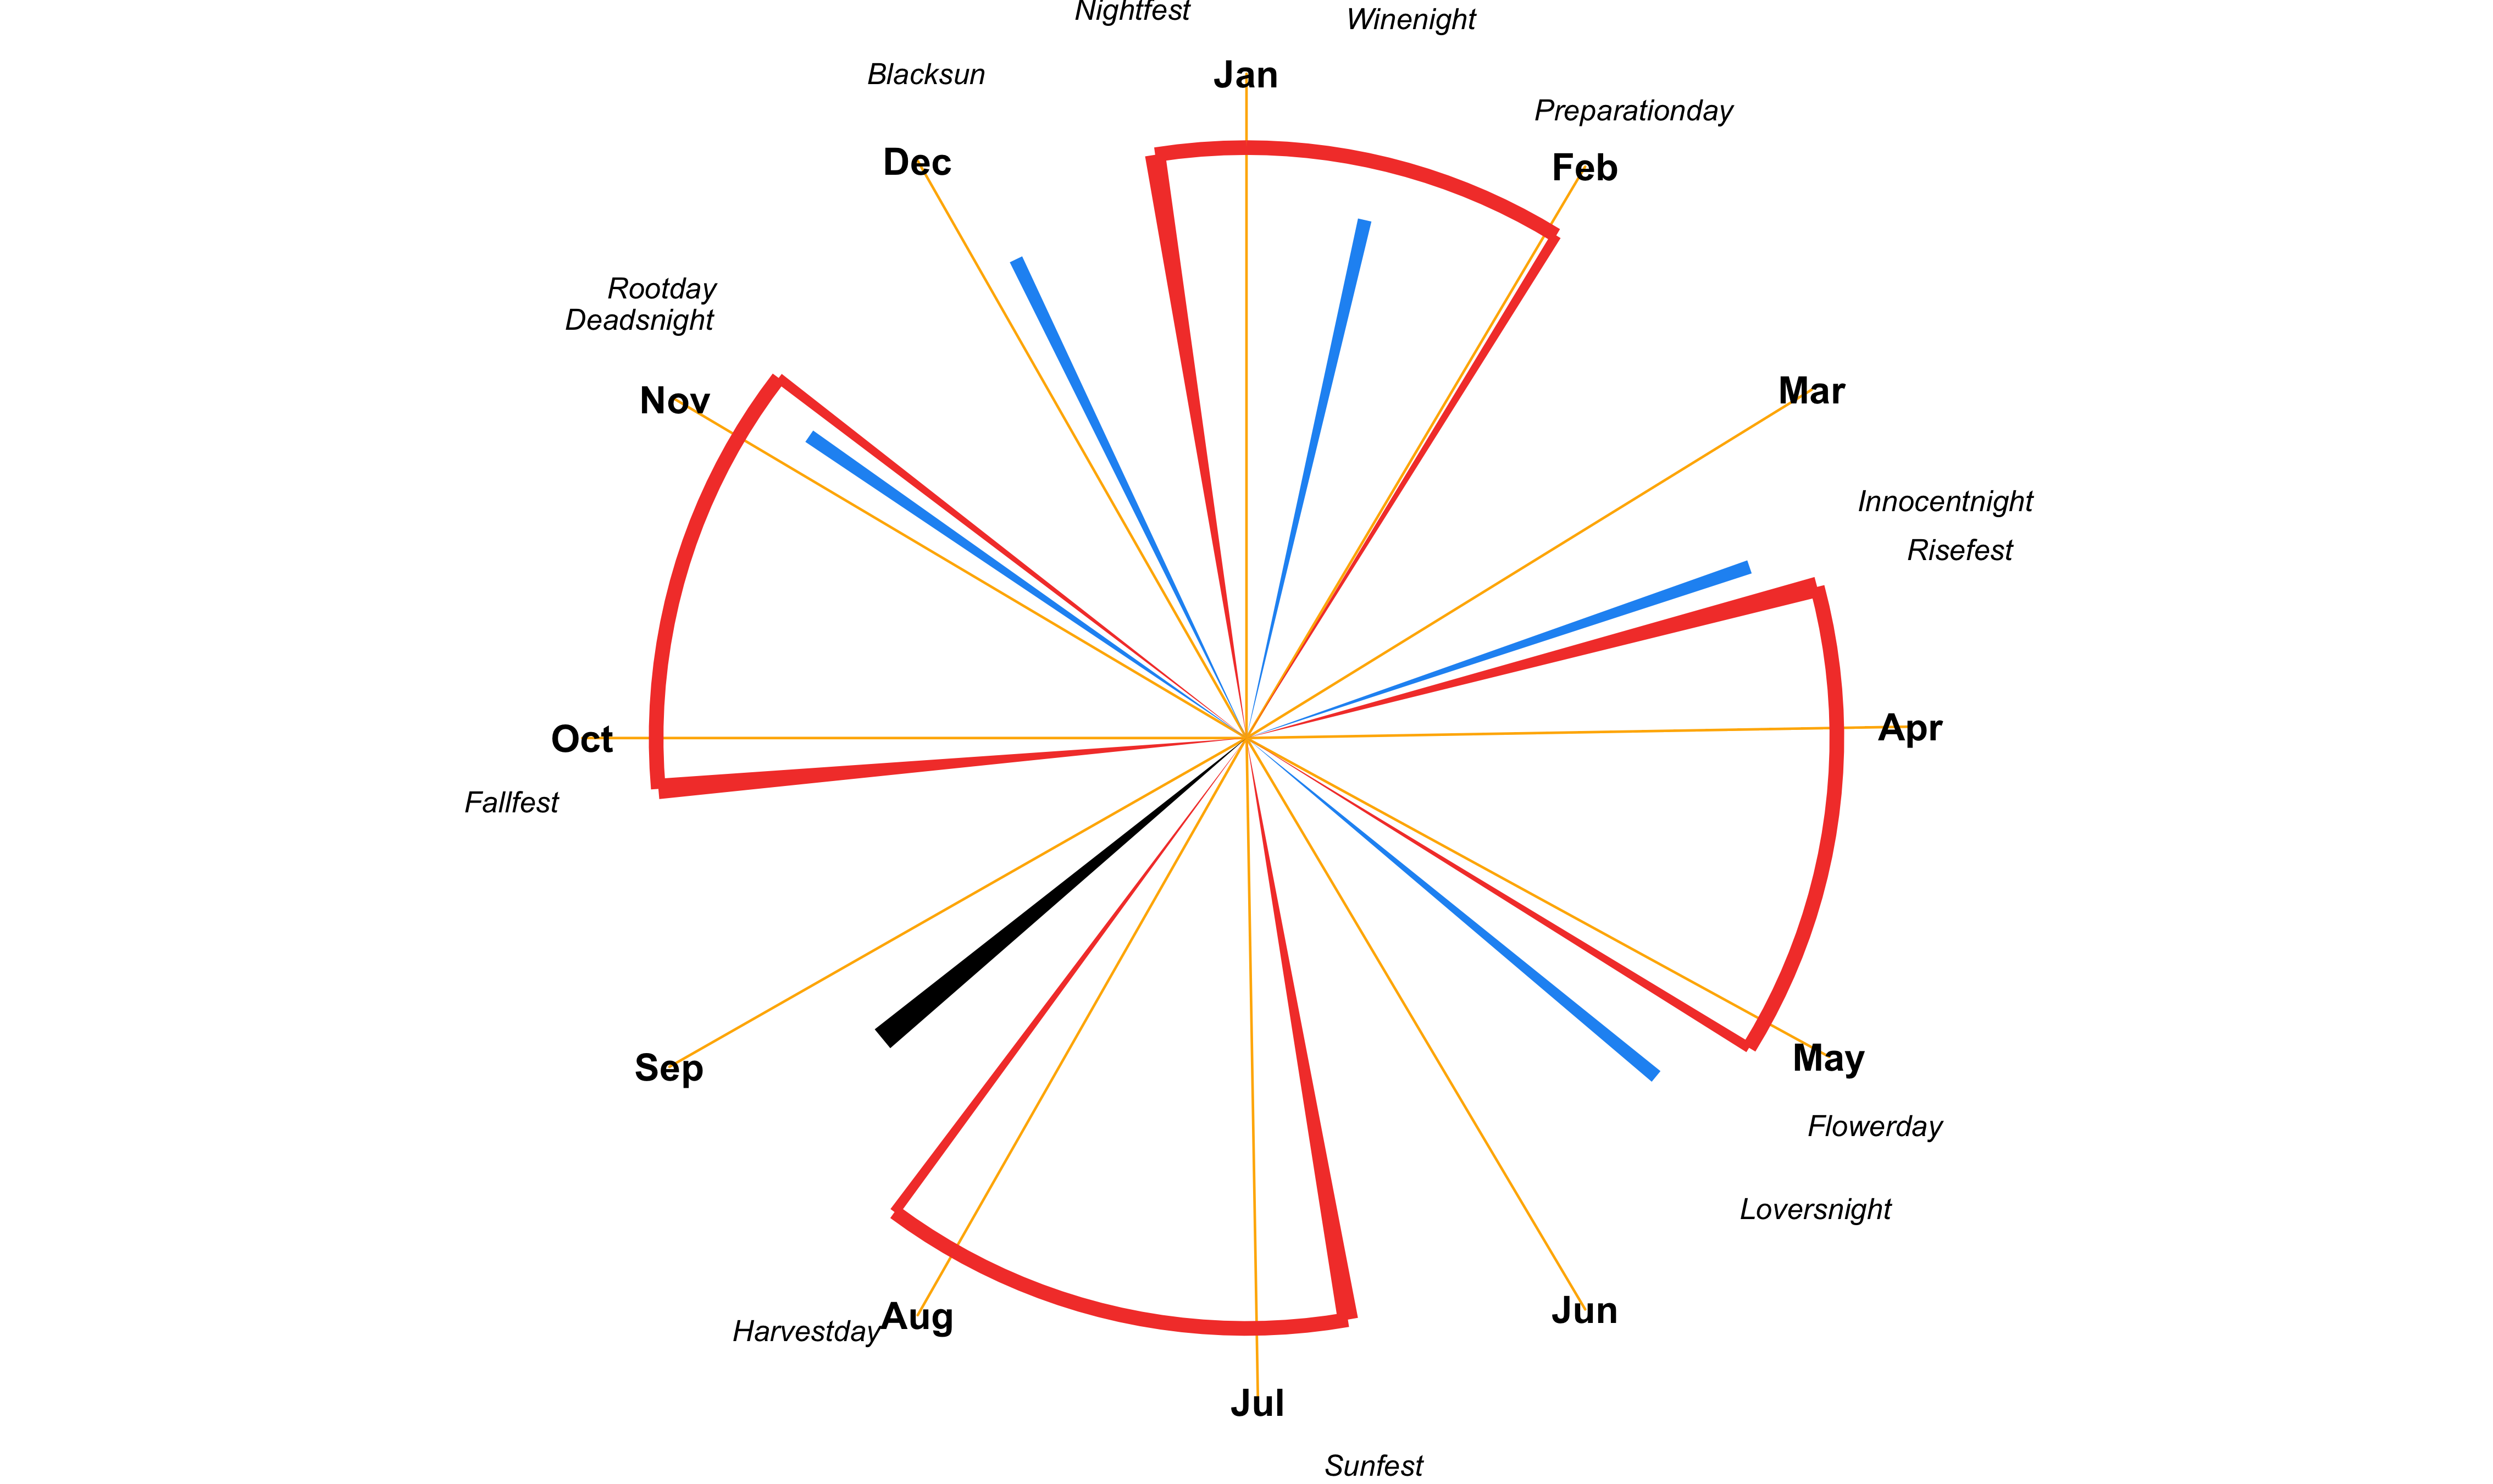 Nightfest
Winenight
Blacksun
Jan
Preparationday
Dec
Feb
Rootday
Deadsnight
Nov
Mar
Innocentnight
Risefest
Oct
Apr
Fallfest
Sep
May
Flowerday
Loversnight
Harvestday
Aug
Jun
Jul
Sunfest